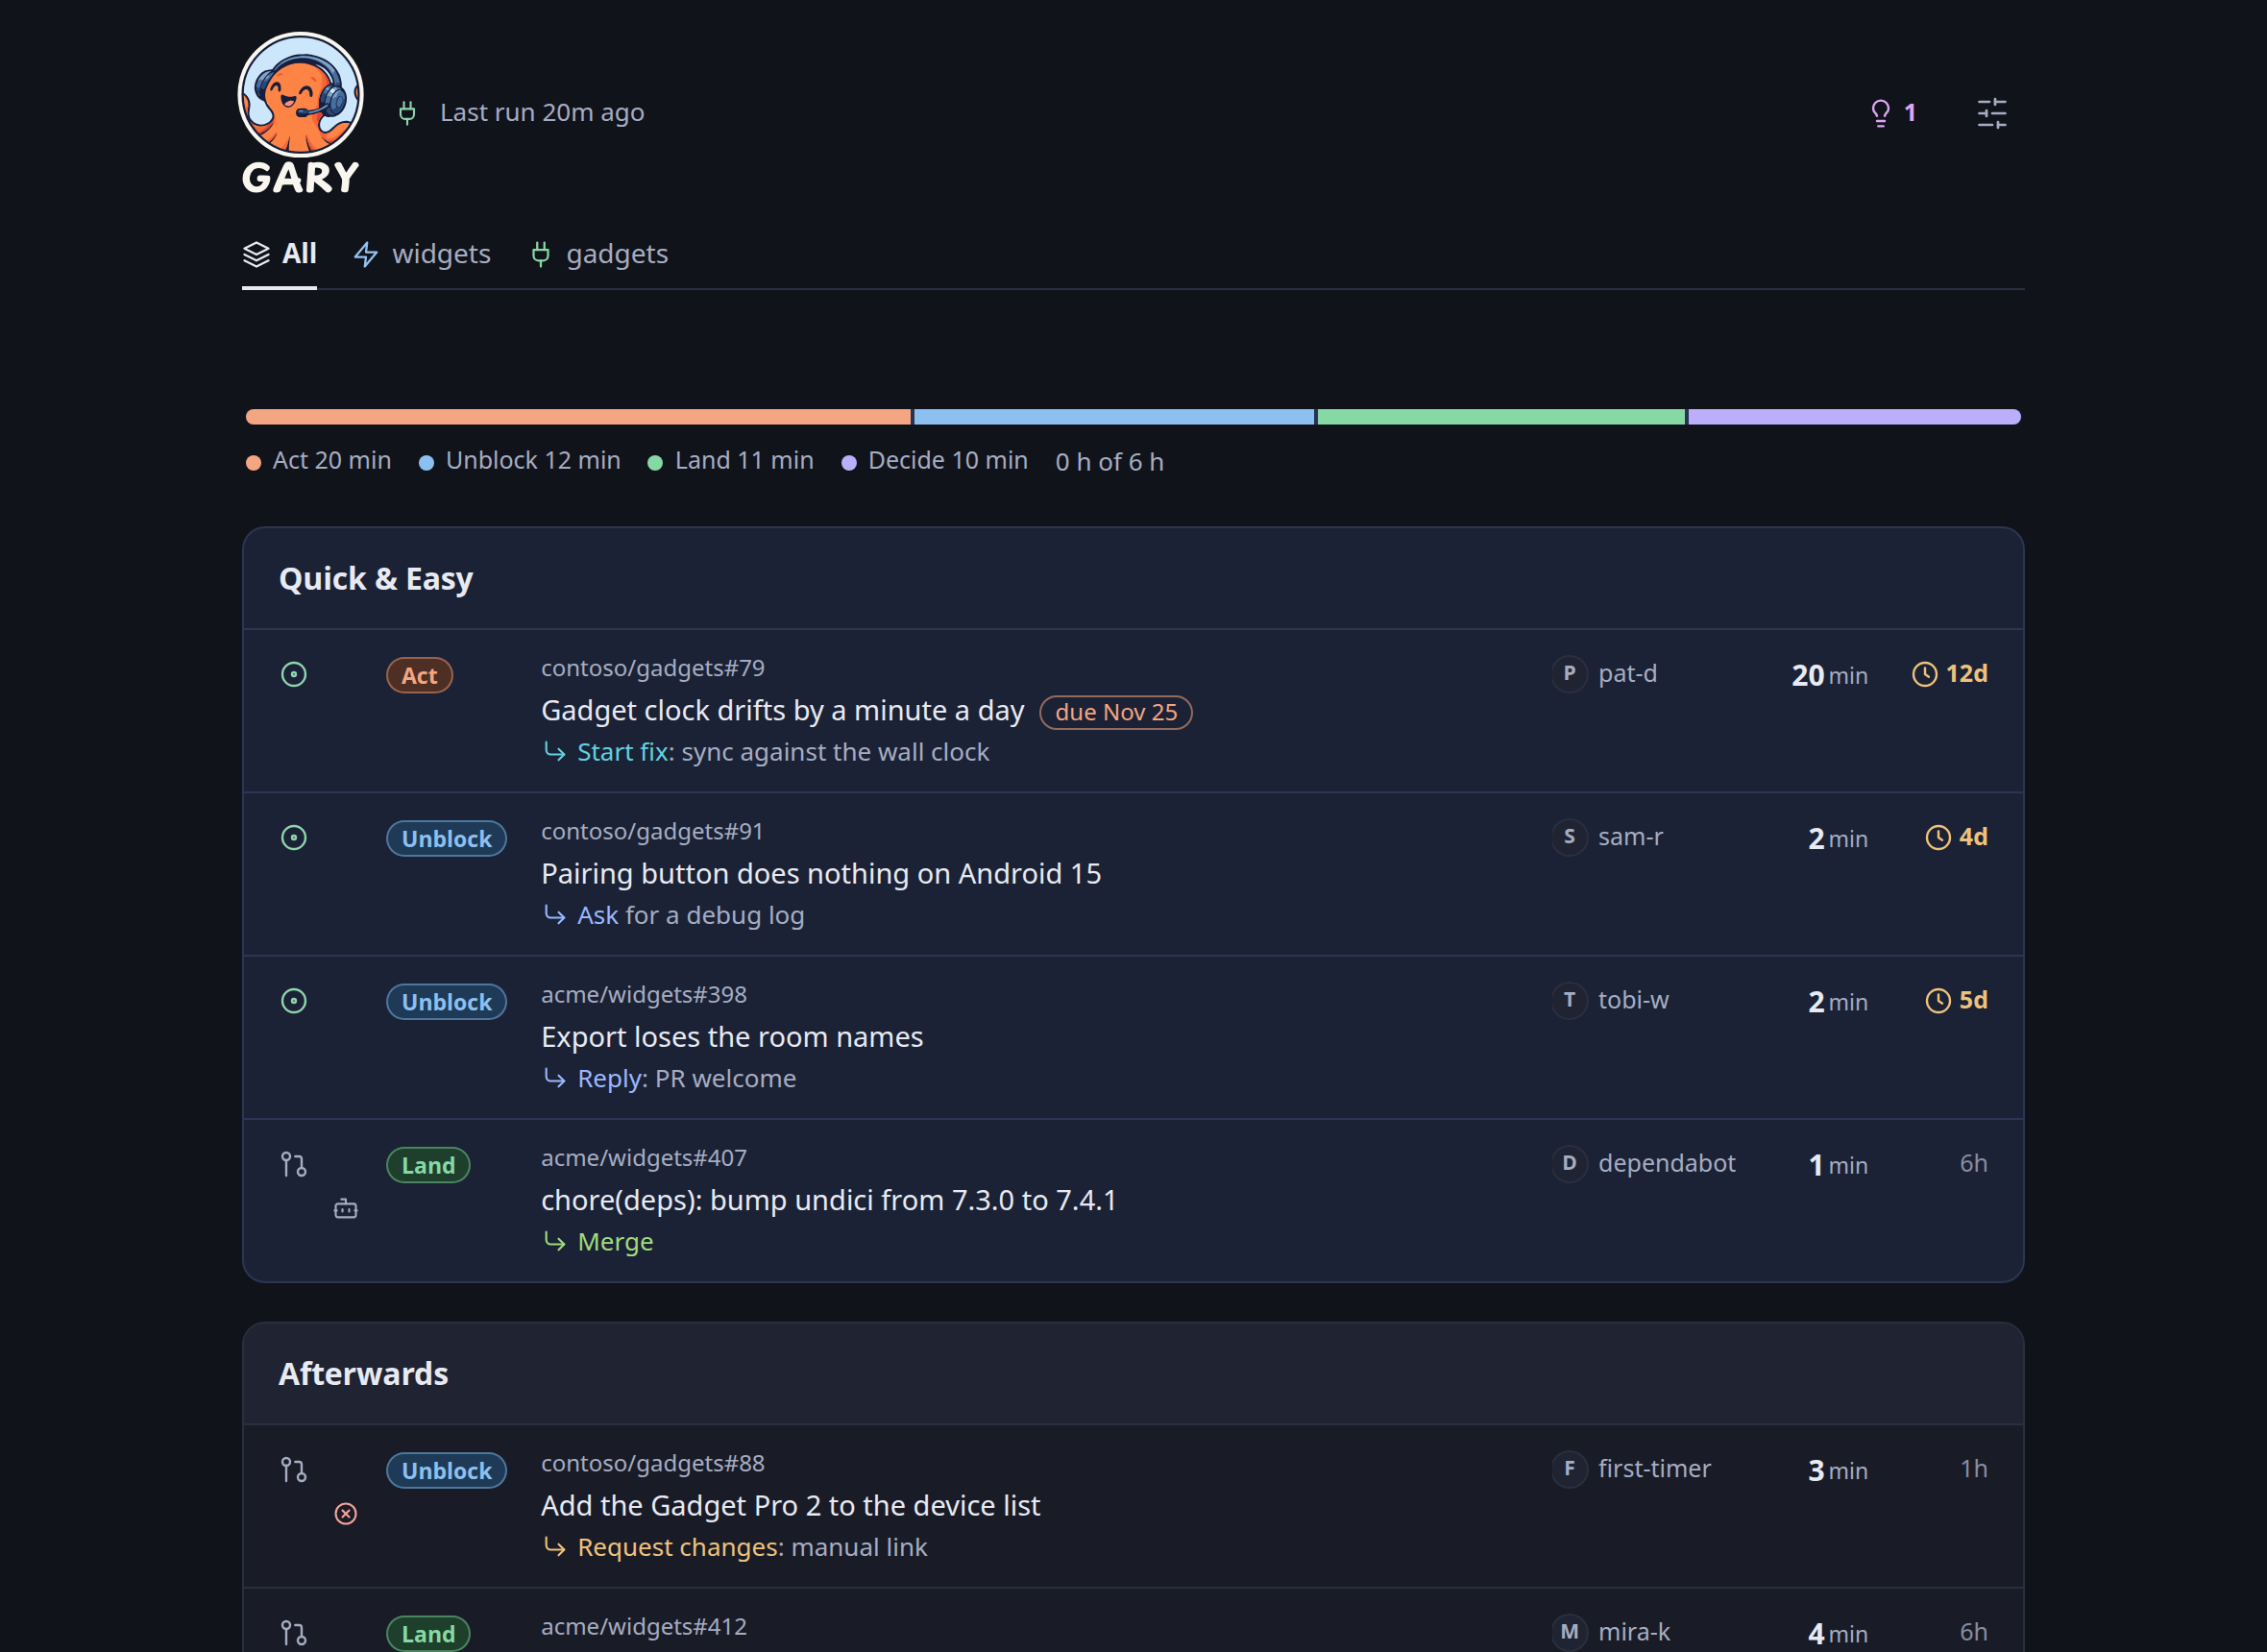 GARY
Last run 20m ago
1
All widgets gadgets
Act 20 min Unblock 12 min Land 11 min Decide 10 min 0 h of 6 h
Quick & Easy
Act contoso/gadgets#79 P pat-d 20 min 12d
Gadget clock drifts by a minute a day due Nov 25
Start fix: sync against the wall clock
Unblock contoso/gadgets#91 S sam-r 2 min 4d
Pairing button does nothing on Android 15
Ask for a debug log
Unblock acme/widgets#398 T tobi-w 2 min 5d
Export loses the room names
Reply: PR welcome
Land acme/widgets#407 D dependabot 1 min 6h
chore(deps): bump undici from 7.3.0 to 7.4.1
Merge
Afterwards
Unblock contoso/gadgets#88 F first-timer 3 min 1h
Add the Gadget Pro 2 to the device list
Request changes: manual link
Land acme/widgets#412 M mira-k 4 min 6h